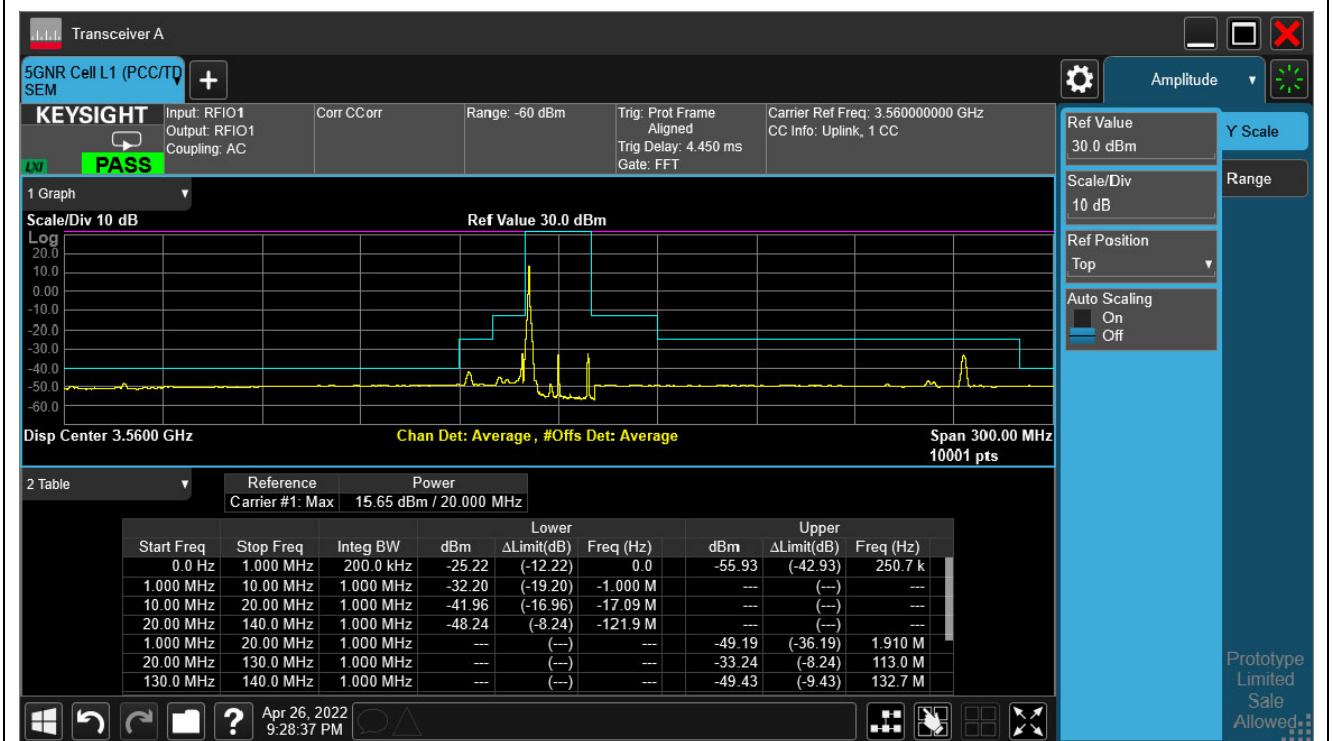 Transceiver A
5GNR Cell L1 (PCC/TD
SEM
+
Amplitude
KEYSIGHT
LXI
PASS
Input: RFIO1
Output: RFIO1
Coupling: AC
Corr CCorr
Range: -60 dBm
Trig: Prot Frame
Aligned
Trig Delay: 4.450 ms
Gate: FFT
Carrier Ref Freq: 3.560000000 GHz
CC Info: Uplink, 1 CC
Ref Value
30.0 dBm
Y Scale
Scale/Div
10 dB
Range
Ref Position
Top
Auto Scaling
On
Off
1 Graph
Scale/Div 10 dB
Ref Value 30.0 dBm
Log
20.0
10.0
0.00
-10.0
-20.0
-30.0
-40.0
-50.0
-60.0
Disp Center 3.5600 GHz
Chan Det: Average , #Offs Det: Average
Span 300.00 MHz
10001 pts
2 Table
Reference Power
Carrier #1: Max 15.65 dBm / 20.000 MHz
Lower Upper
Start Freq Stop Freq Integ BW dBm ΔLimit(dB) Freq (Hz) dBm ΔLimit(dB) Freq (Hz)
0.0 Hz 1.000 MHz 200.0 kHz -25.22 (-12.22) 0.0 -55.93 (-42.93) 250.7 k
1.000 MHz 10.00 MHz 1.000 MHz -32.20 (-19.20) -1.000 M --- (---) ---
10.00 MHz 20.00 MHz 1.000 MHz -41.96 (-16.96) -17.09 M --- (---) ---
20.00 MHz 140.0 MHz 1.000 MHz -48.24 (-8.24) -121.9 M --- (---) ---
1.000 MHz 20.00 MHz 1.000 MHz --- (---) --- -49.19 (-36.19) 1.910 M
20.00 MHz 130.0 MHz 1.000 MHz --- (---) --- -33.24 (-8.24) 113.0 M
130.0 MHz 140.0 MHz 1.000 MHz --- (---) --- -49.43 (-9.43) 132.7 M
Prototype
Limited
Sale
Allowed
?
Apr 26, 2022
9:28:37 PM